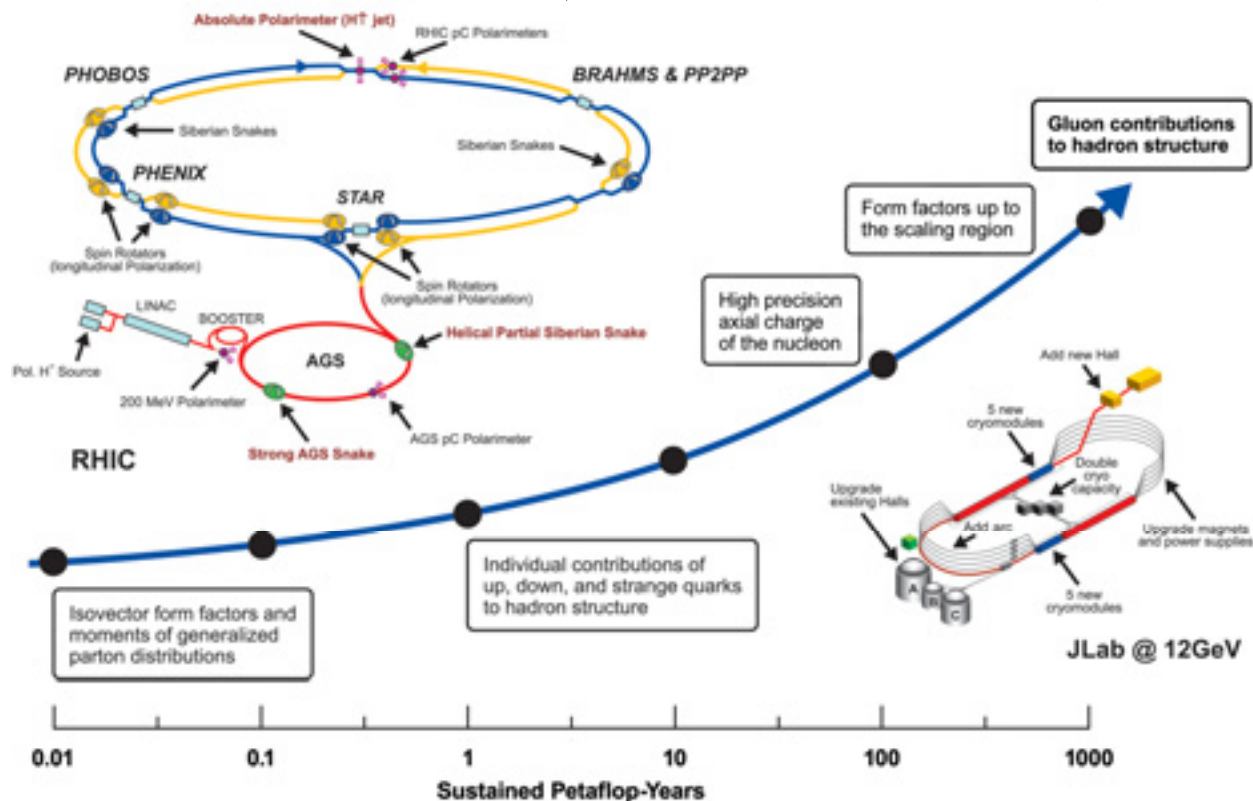 Absolute Polarimeter (H↑ jet)
RHIC pC Polarimeters
PHOBOS
BRAHMS & PP2PP
Siberian Snakes
Siberian Snakes
PHENIX
STAR
Spin Rotators
(longitudinal Polarization)
Spin Rotators
(longitudinal Polarization)
LINAC
BOOSTER
Pol. H⁻ Source
AGS
Helical Partial Siberian Snake
200 MeV Polarimeter
AGS pC Polarimeter
Strong AGS Snake
RHIC
Gluon contributions
to hadron structure
Form factors up to
the scaling region
High precision
axial charge
of the nucleon
Add new Hall
5 new
cryomodules
Double
cryo
capacity
Upgrade
existing Halls
Add arc
Upgrade magnets
and power supplies
A
B
C
5 new
cryomodules
JLab @ 12GeV
Individual contributions of
up, down, and strange quarks
to hadron structure
Isovector form factors and
moments of generalized
parton distributions
0.01 0.1 1 10 100 1000
Sustained Petaflop-Years